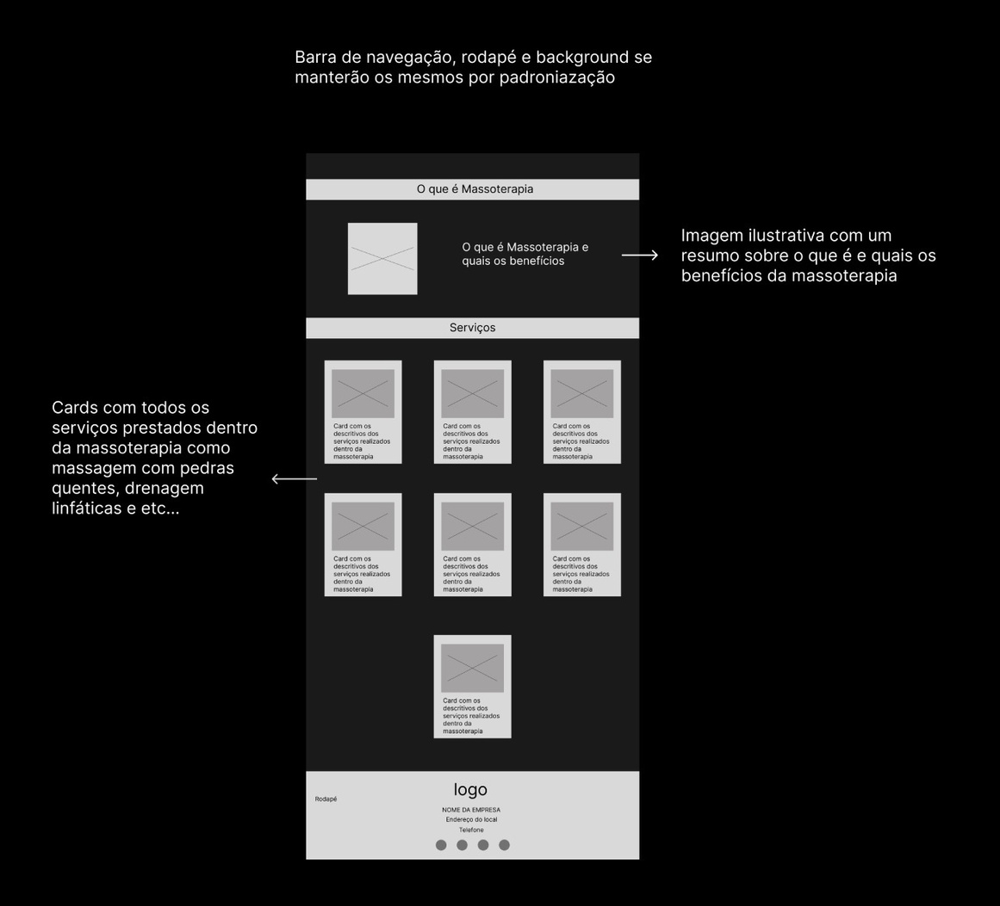 Barra de navegação, rodapé e background se
manterão os mesmos por padroniazação
O que é Massoterapia
O que é Massoterapia e
quais os benefícios
Imagem ilustrativa com um
resumo sobre o que é e quais os
benefícios da massoterapia
Serviços
Cards com todos os
serviços prestados dentro
da massoterapia como
massagem com pedras
quentes, drenagem
linfáticas e etc...
Card com os
descritivos dos
serviços realizados
dentro da
massoterapia
Card com os
descritivos dos
serviços realizados
dentro da
massoterapia
Card com os
descritivos dos
serviços realizados
dentro da
massoterapia
Card com os
descritivos dos
serviços realizados
dentro da
massoterapia
Card com os
descritivos dos
serviços realizados
dentro da
massoterapia
Card com os
descritivos dos
serviços realizados
dentro da
massoterapia
Card com os
descritivos dos
serviços realizados
dentro da
massoterapia
Rodapé
logo
NOME DA EMPRESA
Endereço do local
Telefone